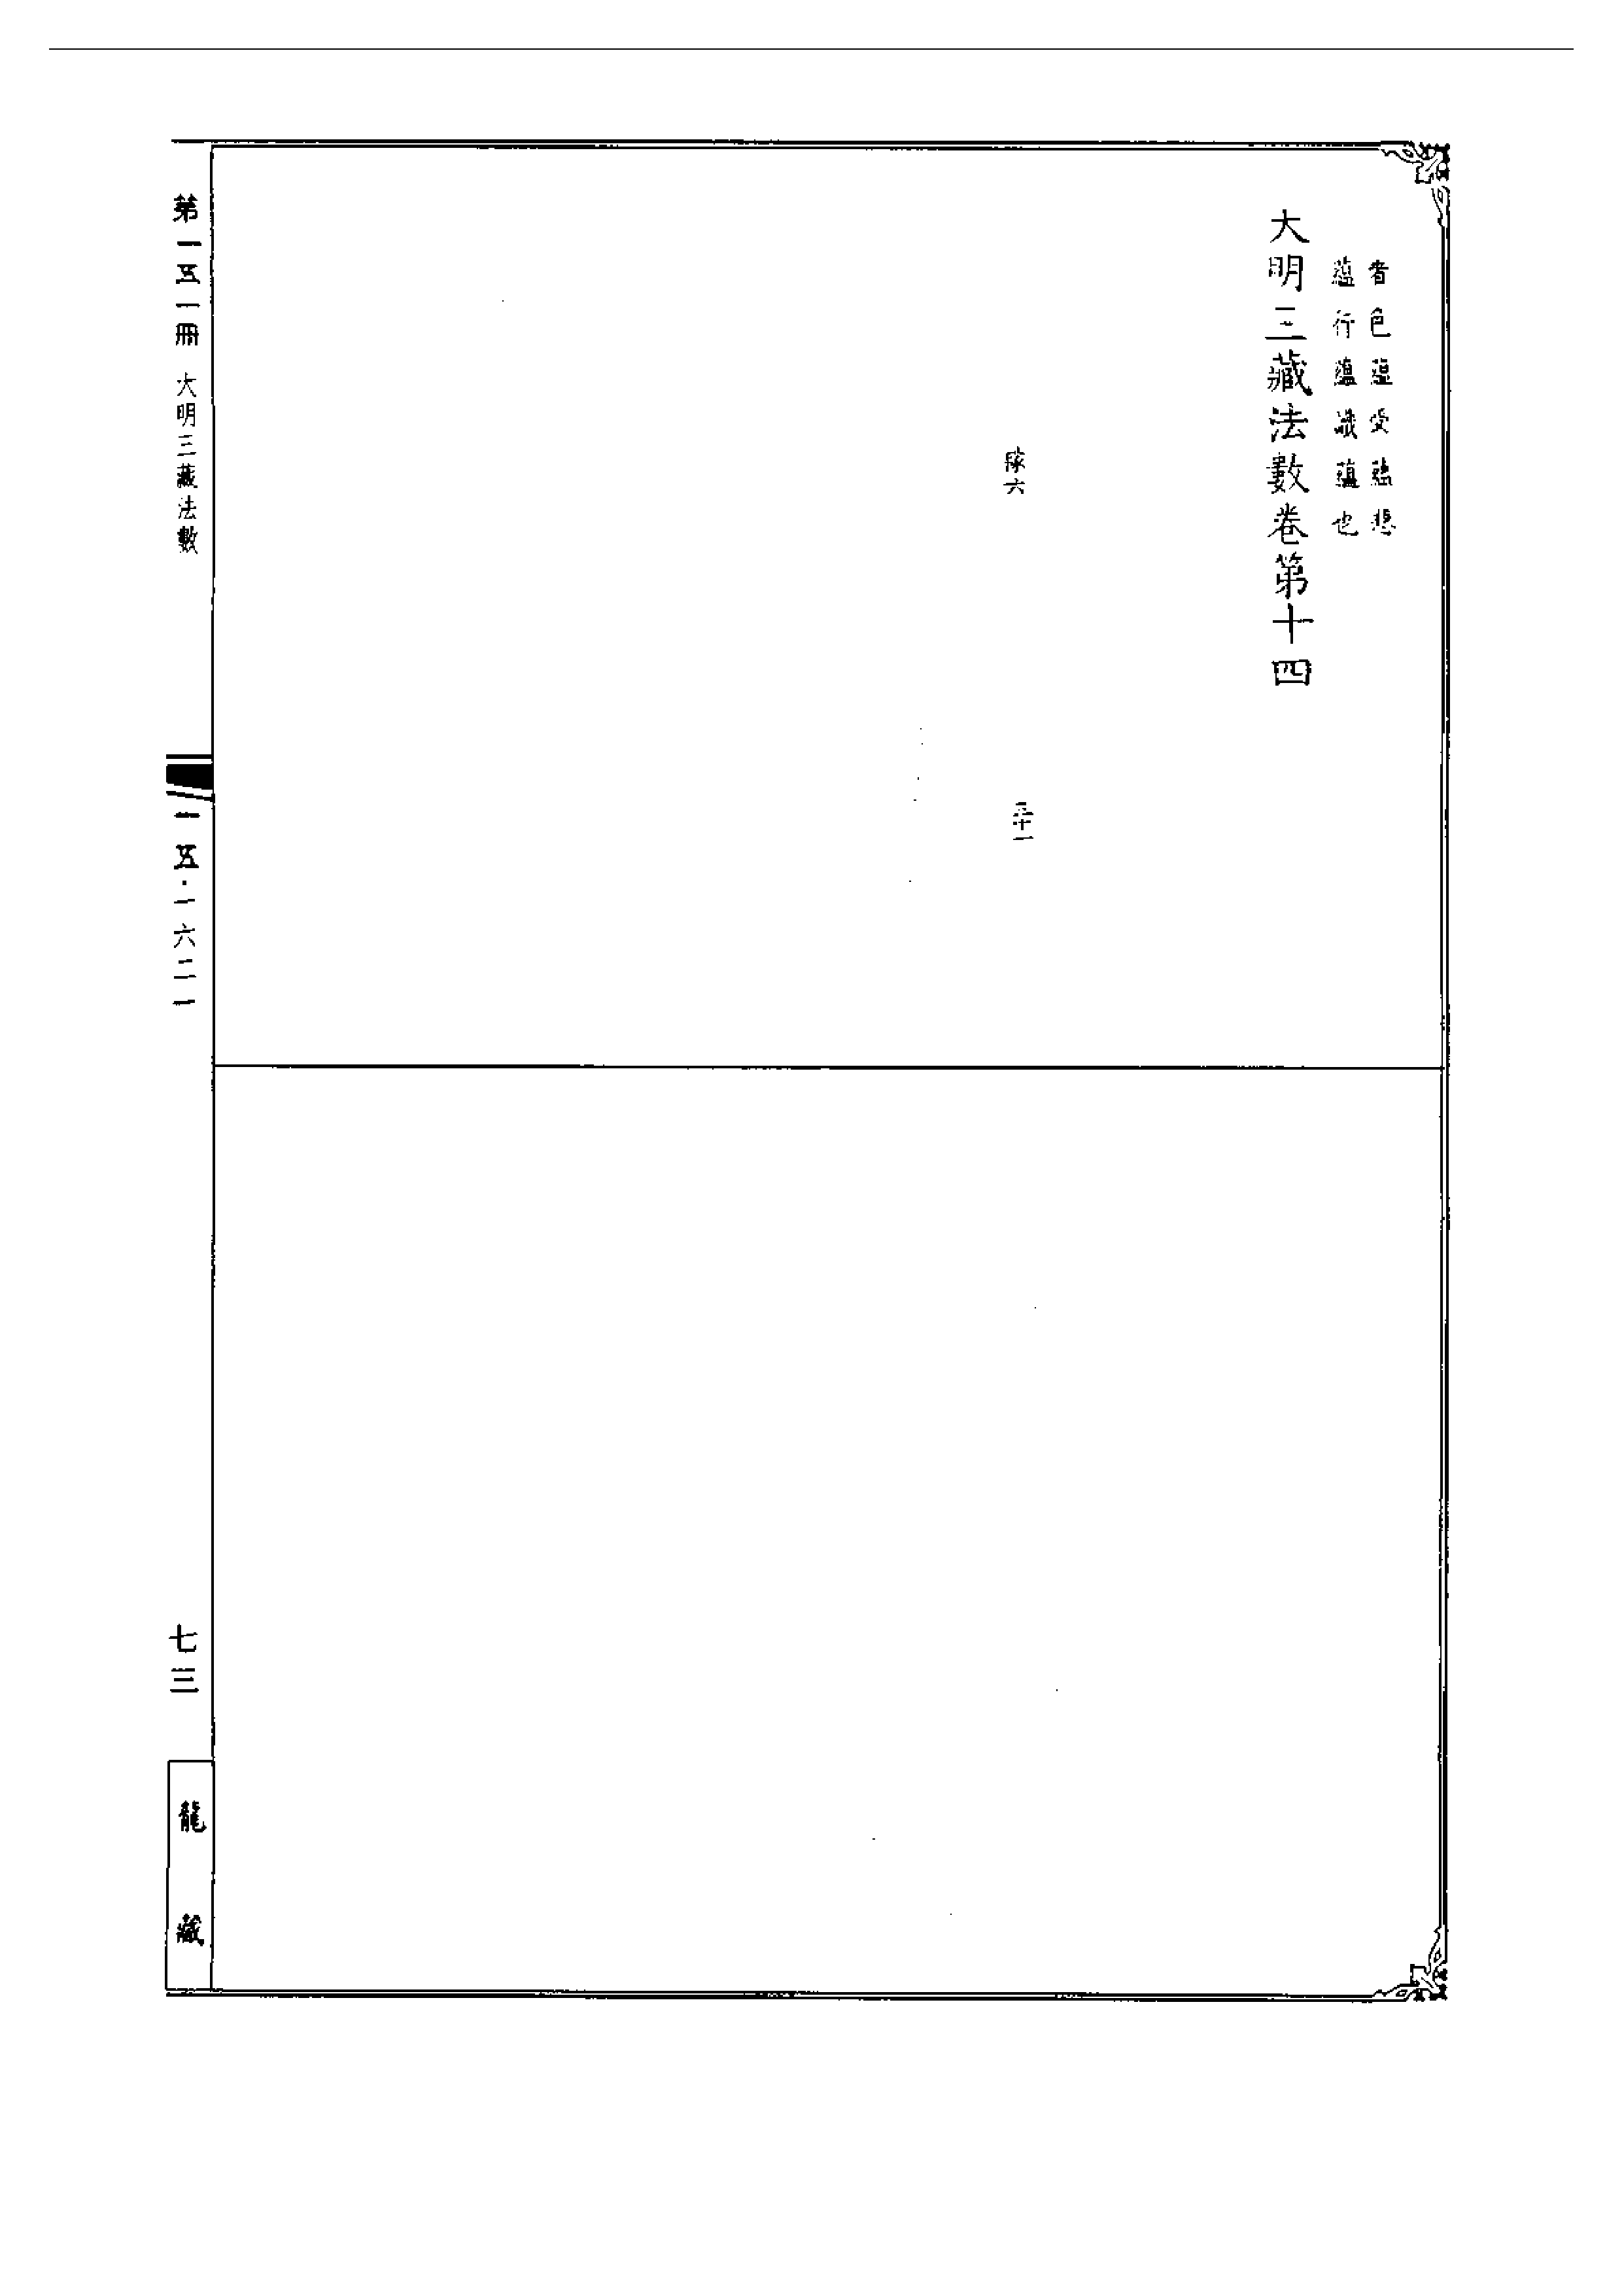 者色蘊受蘊想
蘊行蘊識蘊也
大明三藏法數卷第十四
六
三十一
第一五一冊 大明三藏法數
一五·一六二一
七三
龍藏